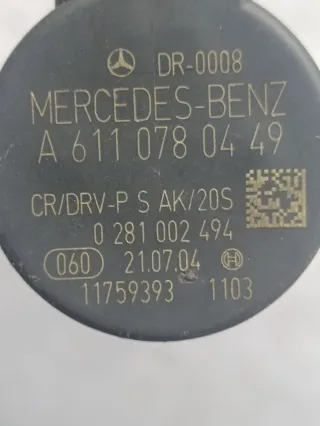 DR-0008
MERCEDES-BENZ
A 611 078 04 49
CR/DRV-P S AK/20S
0 281 002 494
060 21.07.04
11759393 1103